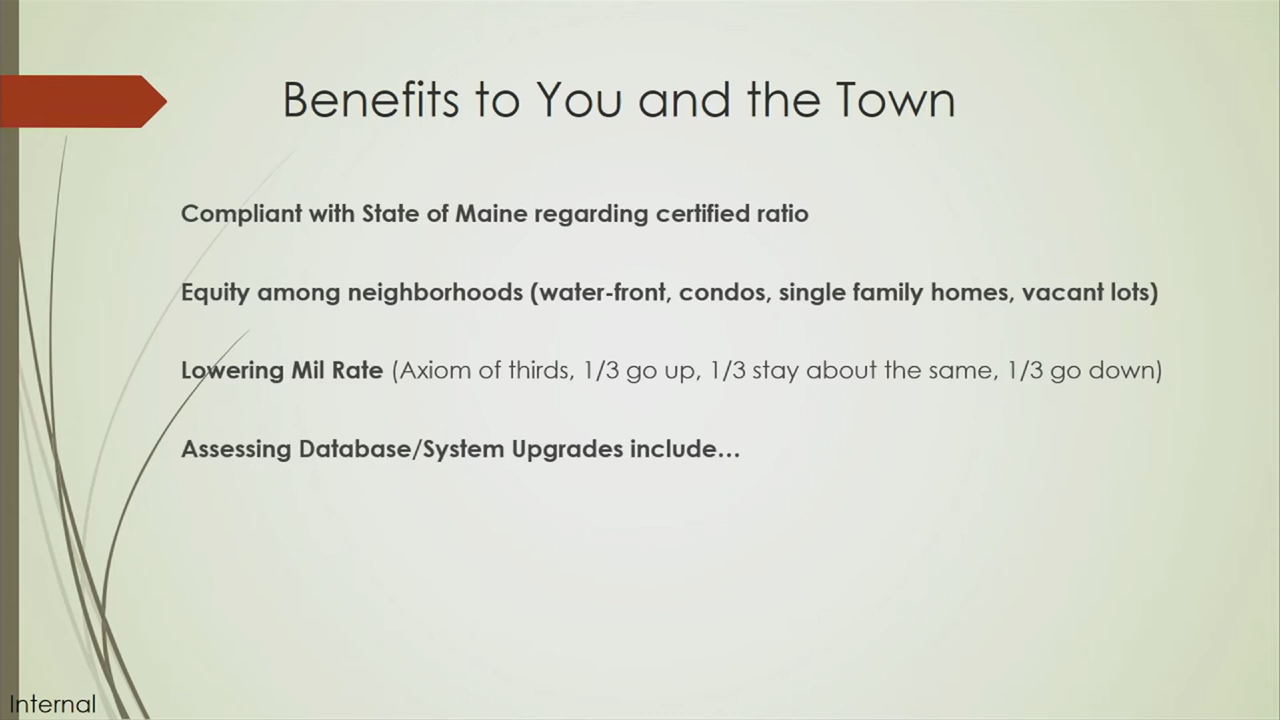 Benefits to You and the Town
Compliant with State of Maine regarding certified ratio
Equity among neighborhoods (water-front, condos, single family homes, vacant lots)
Lowering Mil Rate (Axiom of thirds, 1/3 go up, 1/3 stay about the same, 1/3 go down)
Assessing Database/System Upgrades include…
Internal